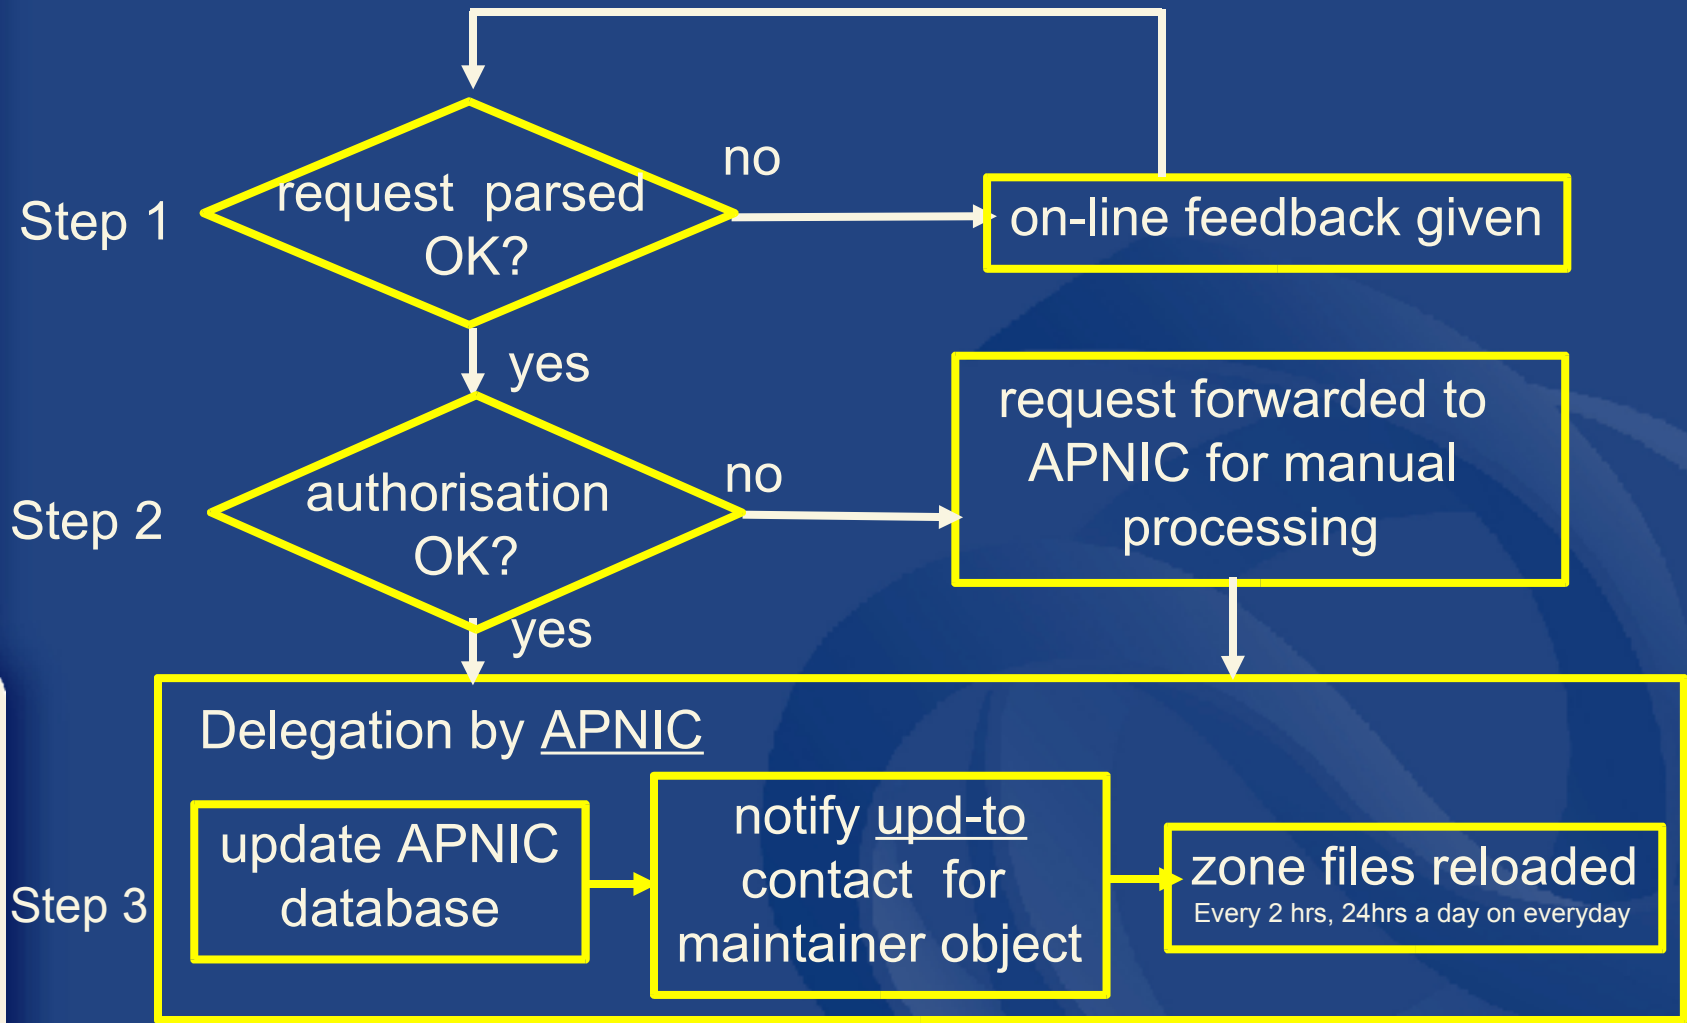 Step 1
request parsed
OK?
no
on-line feedback given
yes
Step 2
authorisation
OK?
no
request forwarded to
APNIC for manual
processing
yes
Delegation by APNIC
Step 3
update APNIC
database
notify upd-to
contact for
maintainer object
zone files reloaded
Every 2 hrs, 24hrs a day on everyday